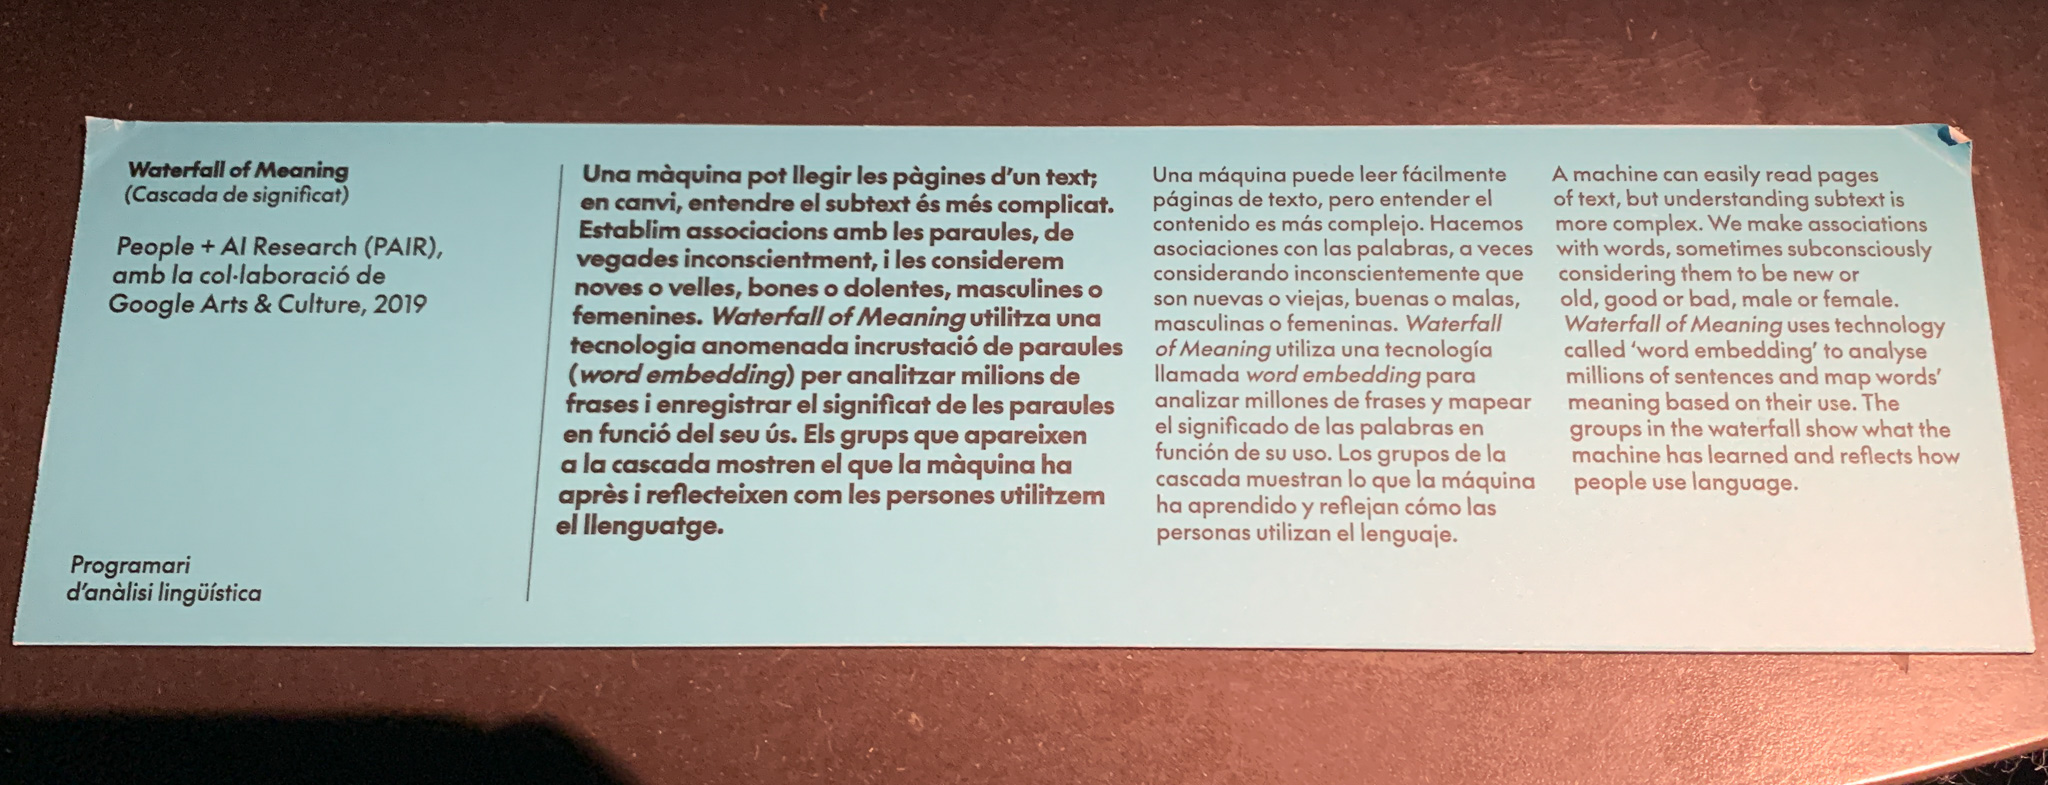 Waterfall of Meaning
(Cascada de significat)
People + AI Research (PAIR),
amb la col·laboració de
Google Arts & Culture, 2019
Programari
d'anàlisi lingüística
Una màquina pot llegir les pàgines d'un text;
en canvi, entendre el subtext és més complicat.
Establim associacions amb les paraules, de
vegades inconscientment, i les considerem
noves o velles, bones o dolentes, masculines o
femenines. Waterfall of Meaning utilitza una
tecnologia anomenada incrustació de paraules
(word embedding) per analitzar milions de
frases i enregistrar el significat de les paraules
en funció del seu ús. Els grups que apareixen
a la cascada mostren el que la màquina ha
après i reflecteixen com les persones utilitzem
el llenguatge.
Una máquina puede leer fácilmente
páginas de texto, pero entender el
contenido es más complejo. Hacemos
asociaciones con las palabras, a veces
considerando inconscientemente que
son nuevas o viejas, buenas o malas,
masculinas o femeninas. Waterfall
of Meaning utiliza una tecnología
llamada word embedding para
analizar millones de frases y mapear
el significado de las palabras en
función de su uso. Los grupos de la
cascada muestran lo que la máquina
ha aprendido y reflejan cómo las
personas utilizan el lenguaje.
A machine can easily read pages
of text, but understanding subtext is
more complex. We make associations
with words, sometimes subconsciously
considering them to be new or
old, good or bad, male or female.
Waterfall of Meaning uses technology
called 'word embedding' to analyse
millions of sentences and map words'
meaning based on their use. The
groups in the waterfall show what the
machine has learned and reflects how
people use language.